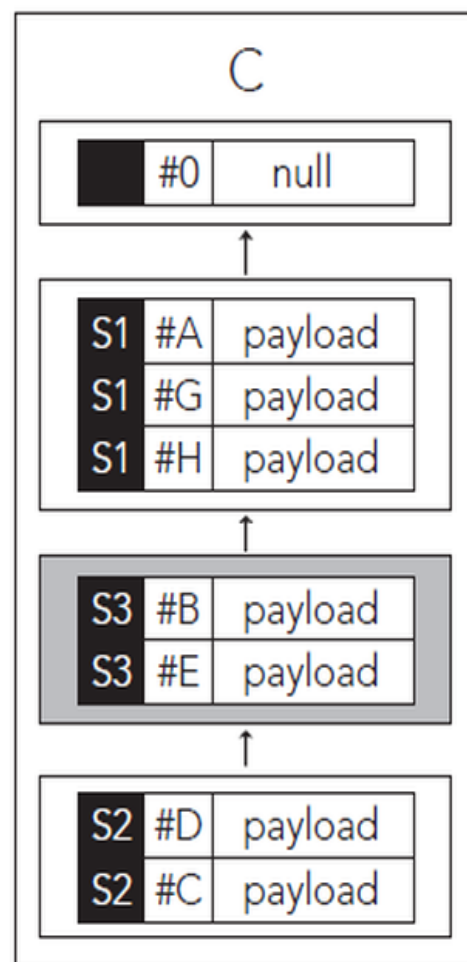 C
#0 null
S1 #A payload
S1 #G payload
S1 #H payload
S3 #B payload
S3 #E payload
S2 #D payload
S2 #C payload